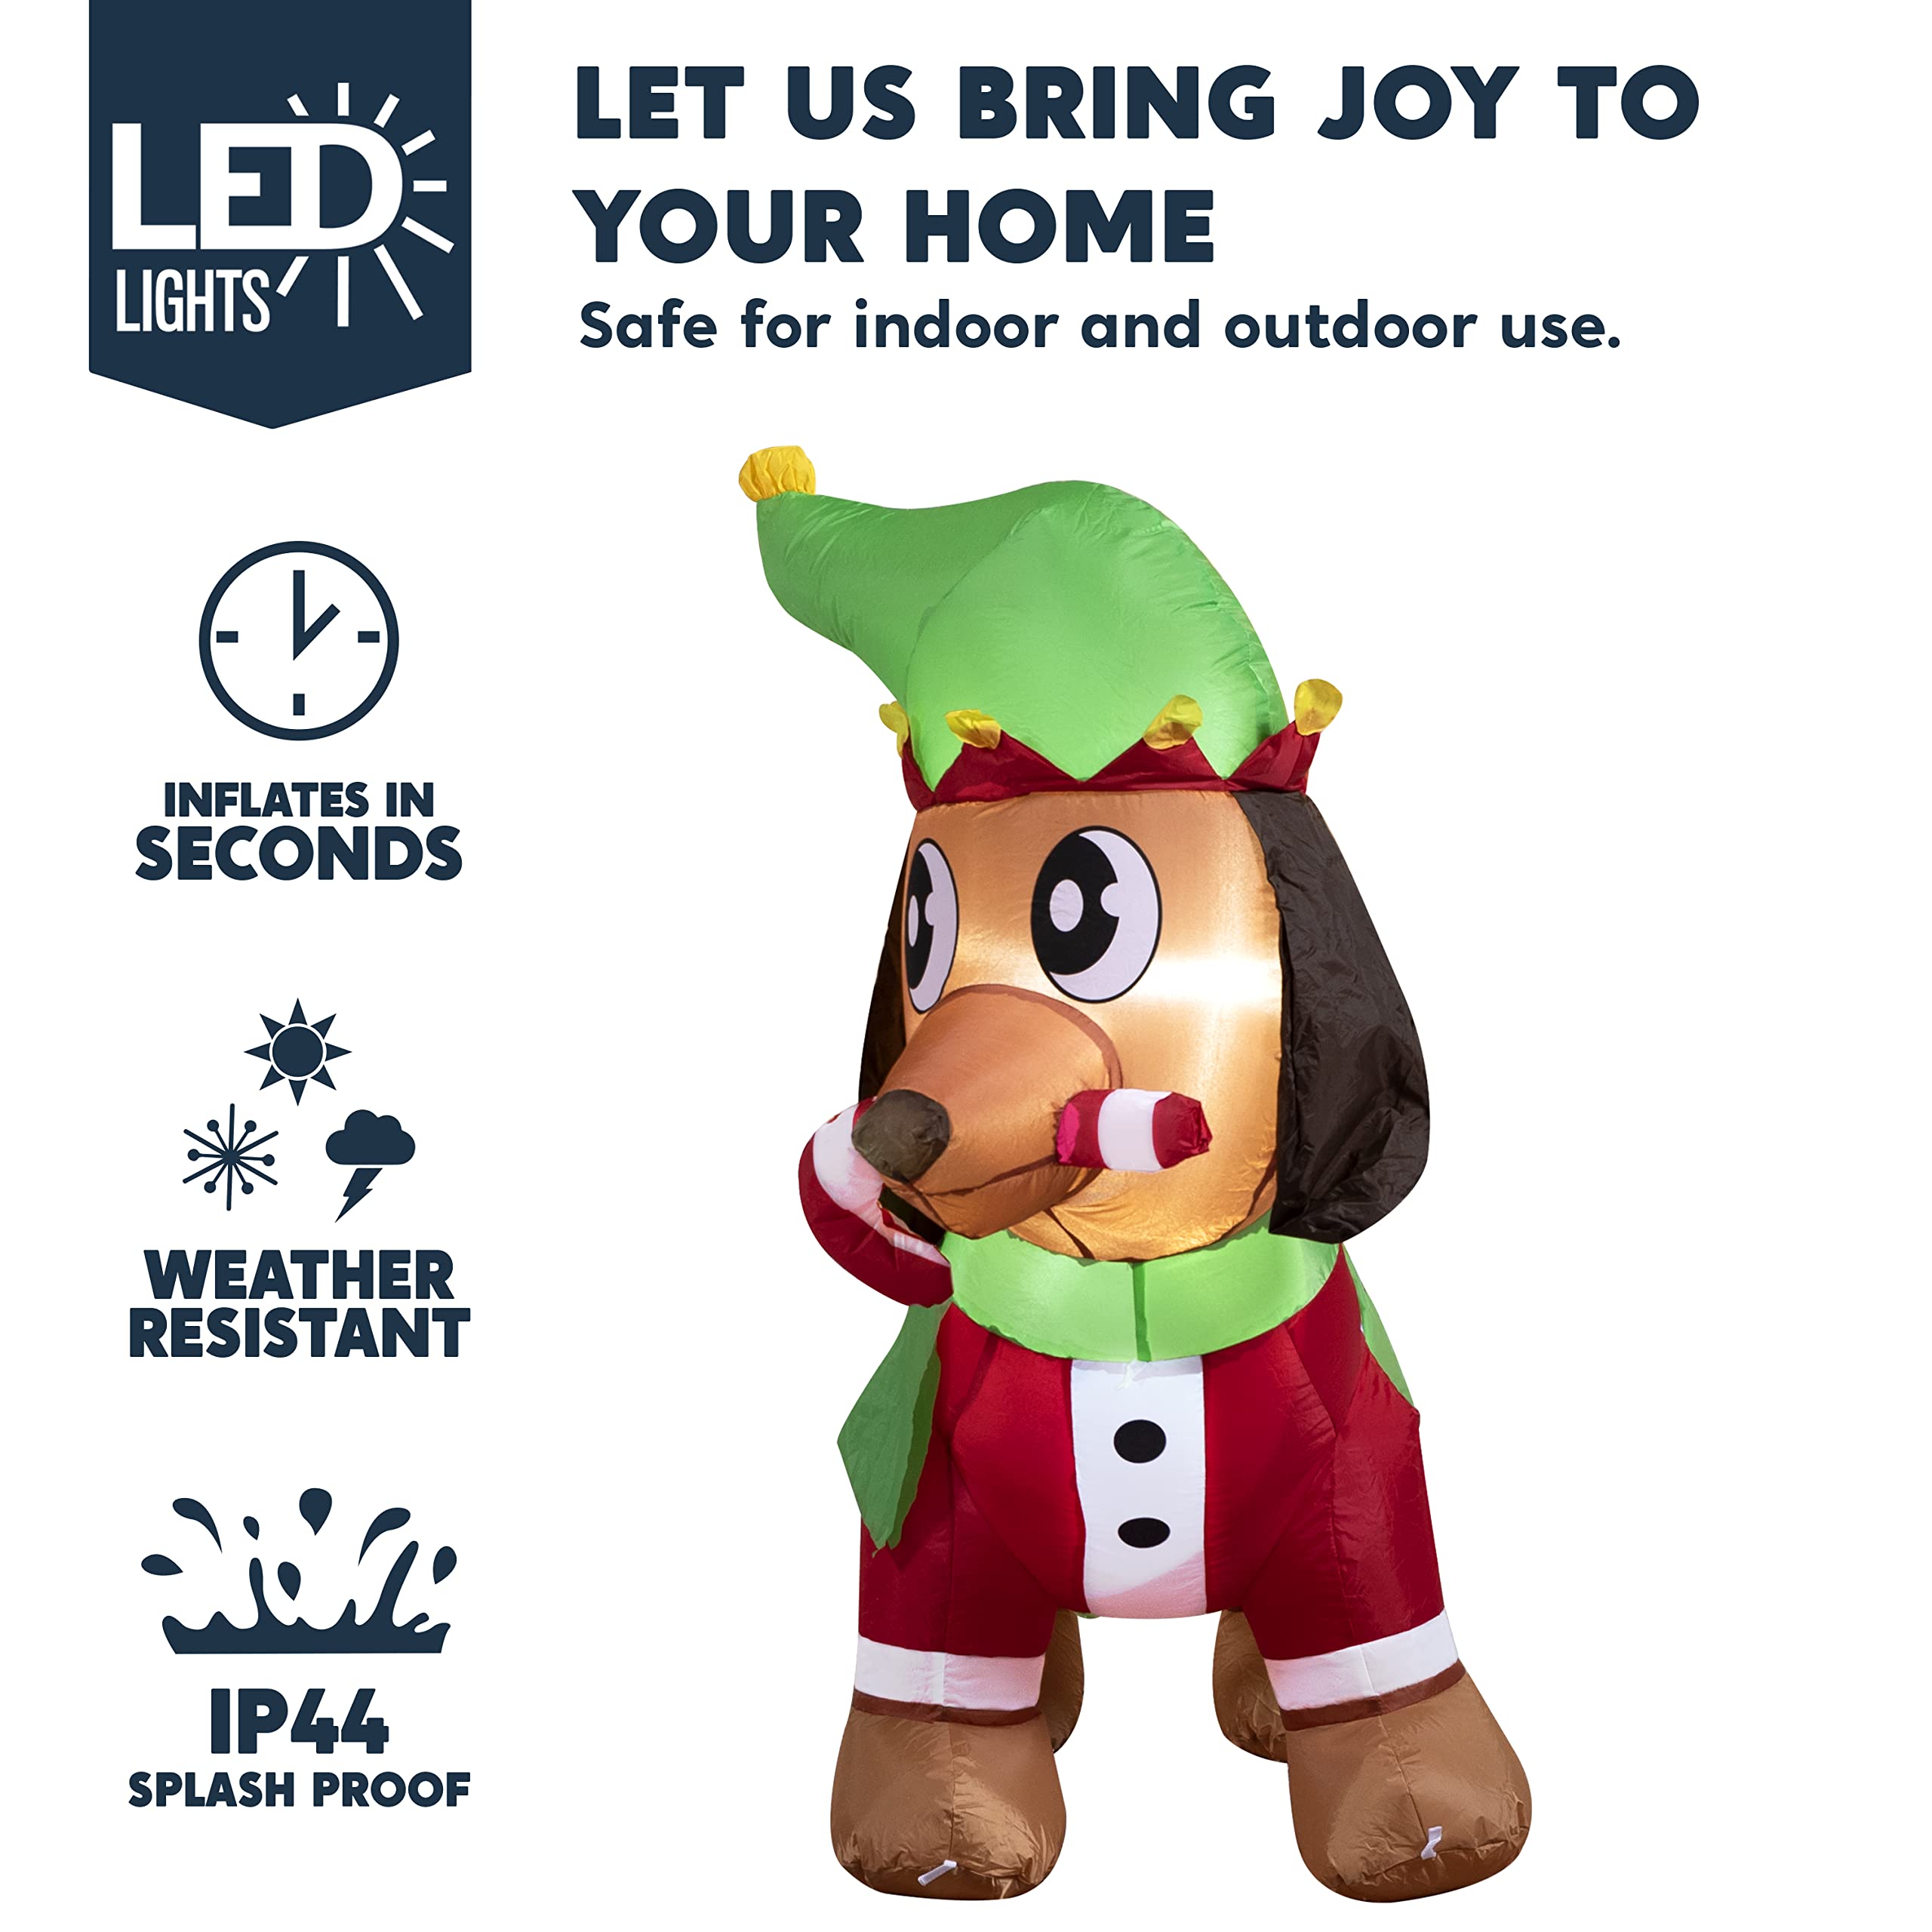 LED
LIGHTS
LET US BRING JOY TO
YOUR HOME
Safe for indoor and outdoor use.
INFLATES IN
SECONDS
WEATHER
RESISTANT
IP44
SPLASH PROOF